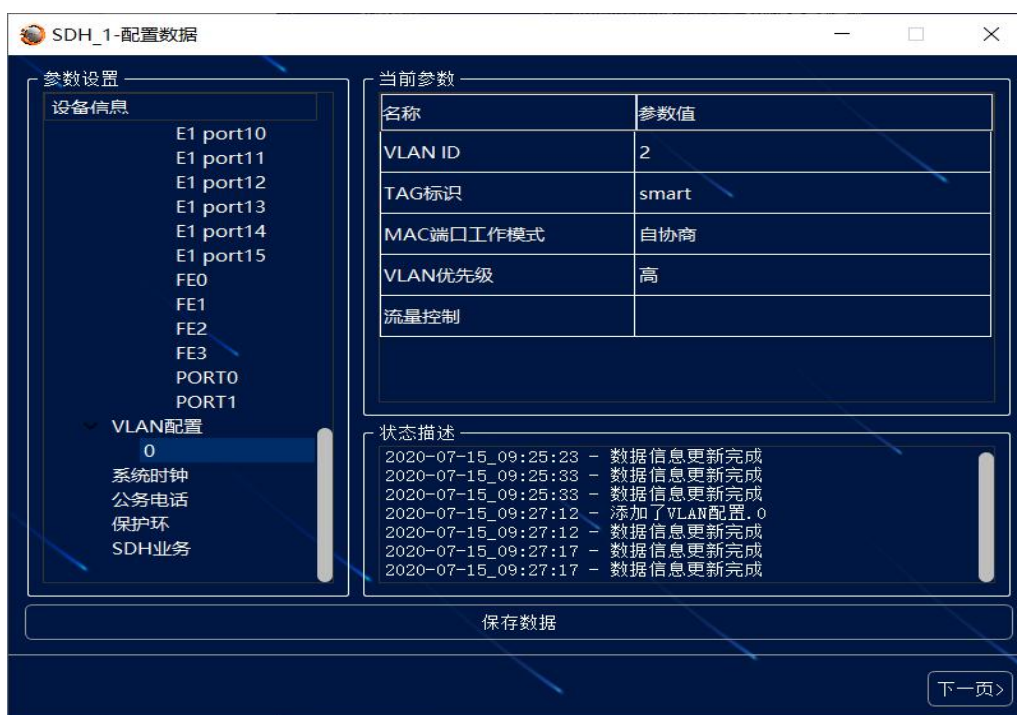 SDH_1-配置数据
参数设置
设备信息
E1 port10
E1 port11
E1 port12
E1 port13
E1 port14
E1 port15
FE0
FE1
FE2
FE3
PORT0
PORT1
VLAN配置
0
系统时钟
公务电话
保护环
SDH业务
当前参数
名称 参数值
VLAN ID 2
TAG标识 smart
MAC端口工作模式 自协商
VLAN优先级 高
流量控制
状态描述
2020-07-15_09:25:23 - 数据信息更新完成
2020-07-15_09:25:33 - 数据信息更新完成
2020-07-15_09:25:33 - 数据信息更新完成
2020-07-15_09:27:12 - 添加了VLAN配置.0
2020-07-15_09:27:12 - 数据信息更新完成
2020-07-15_09:27:17 - 数据信息更新完成
2020-07-15_09:27:17 - 数据信息更新完成
保存数据
下一页>